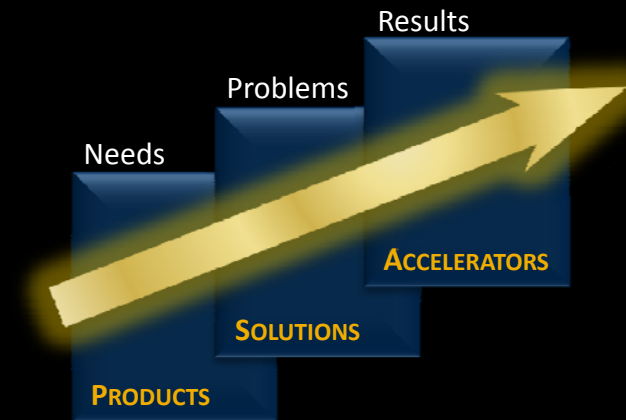 Results
Problems
Needs
ACCELERATORS
SOLUTIONS
PRODUCTS